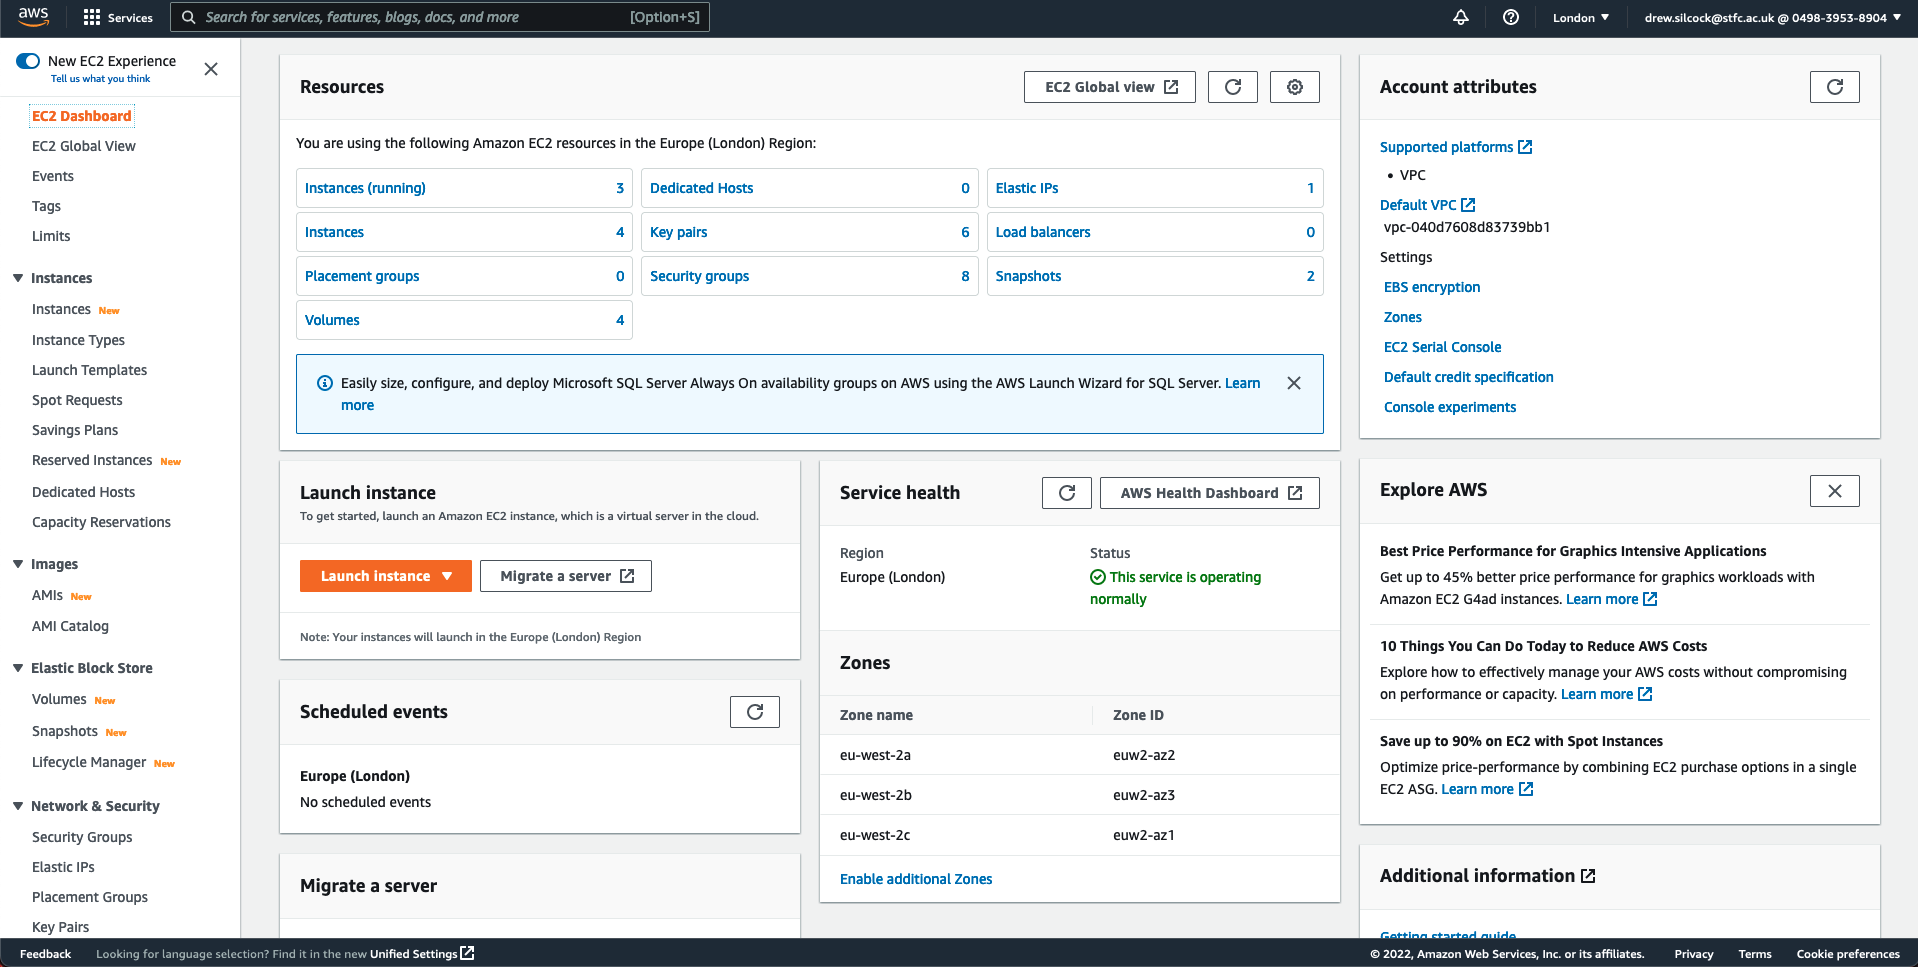 aws
Services
Search for services, features, blogs, docs, and more
[Option+S]
London
drew.silcock@stfc.ac.uk @ 0498-3953-8904
New EC2 Experience
Tell us what you think
EC2 Dashboard
EC2 Global View
Events
Tags
Limits
Instances
Instances New
Instance Types
Launch Templates
Spot Requests
Savings Plans
Reserved Instances New
Dedicated Hosts
Capacity Reservations
Images
AMIs New
AMI Catalog
Elastic Block Store
Volumes New
Snapshots New
Lifecycle Manager New
Network & Security
Security Groups
Elastic IPs
Placement Groups
Key Pairs
Resources
EC2 Global view
You are using the following Amazon EC2 resources in the Europe (London) Region:
Instances (running) 3
Dedicated Hosts 0
Elastic IPs 1
Instances 4
Key pairs 6
Load balancers 0
Placement groups 0
Security groups 8
Snapshots 2
Volumes 4
Easily size, configure, and deploy Microsoft SQL Server Always On availability groups on AWS using the AWS Launch Wizard for SQL Server. Learn
more
Launch instance
To get started, launch an Amazon EC2 instance, which is a virtual server in the cloud.
Launch instance
Migrate a server
Note: Your instances will launch in the Europe (London) Region
Scheduled events
Europe (London)
No scheduled events
Migrate a server
Service health
AWS Health Dashboard
Region
Europe (London)
Status
This service is operating
normally
Zones
Zone name Zone ID
eu-west-2a euw2-az2
eu-west-2b euw2-az3
eu-west-2c euw2-az1
Enable additional Zones
Account attributes
Supported platforms
• VPC
Default VPC
vpc-040d7608d83739bb1
Settings
EBS encryption
Zones
EC2 Serial Console
Default credit specification
Console experiments
Explore AWS
Best Price Performance for Graphics Intensive Applications
Get up to 45% better price performance for graphics workloads with
Amazon EC2 G4ad instances. Learn more
10 Things You Can Do Today to Reduce AWS Costs
Explore how to effectively manage your AWS costs without compromising
on performance or capacity. Learn more
Save up to 90% on EC2 with Spot Instances
Optimize price-performance by combining EC2 purchase options in a single
EC2 ASG. Learn more
Additional information
Getting started guide
Feedback
Looking for language selection? Find it in the new Unified Settings
© 2022, Amazon Web Services, Inc. or its affiliates.
Privacy
Terms
Cookie preferences